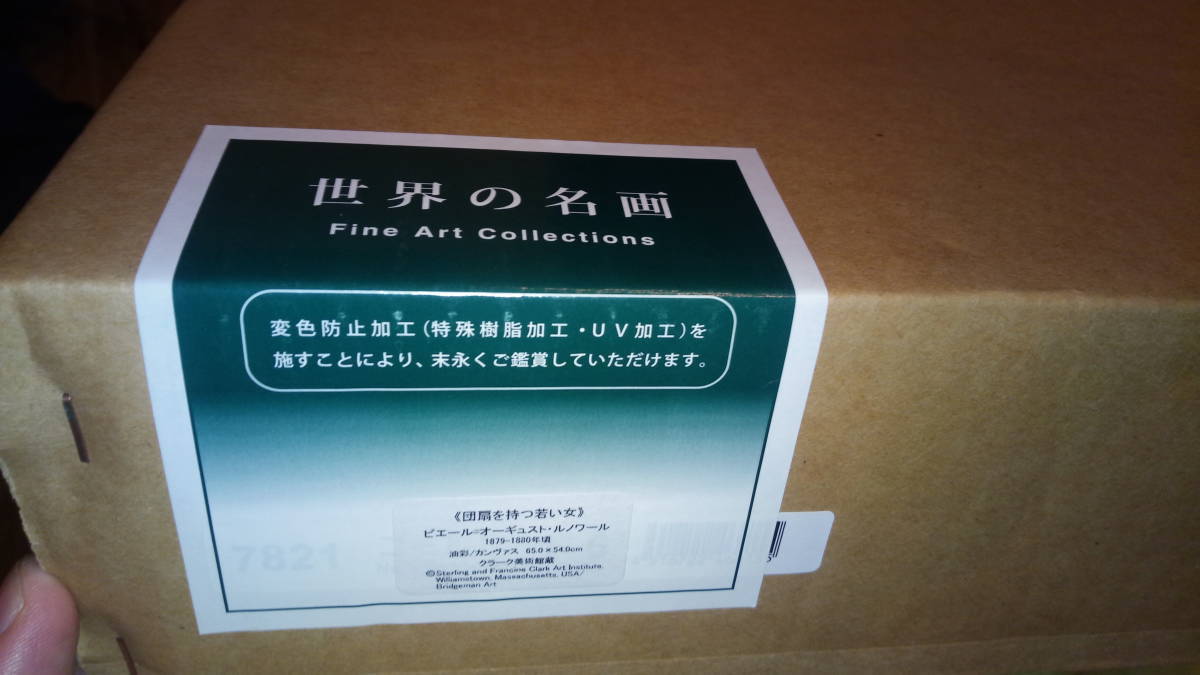 世界の名画
Fine Art Collections
変色防止加工(特殊樹脂加工・UV加工)を
施すことにより、末永くご鑑賞していただけます。
《団扇を持つ若い女》
ピエール=オーギュスト・ルノワール
1879-1880年頃
油彩/カンヴァス 65.0×54.0cm
クラーク美術館蔵
©Sterling and Francine Clark Art Institute,
Williamstown, Massachusetts, USA/
Bridgeman Art
7821